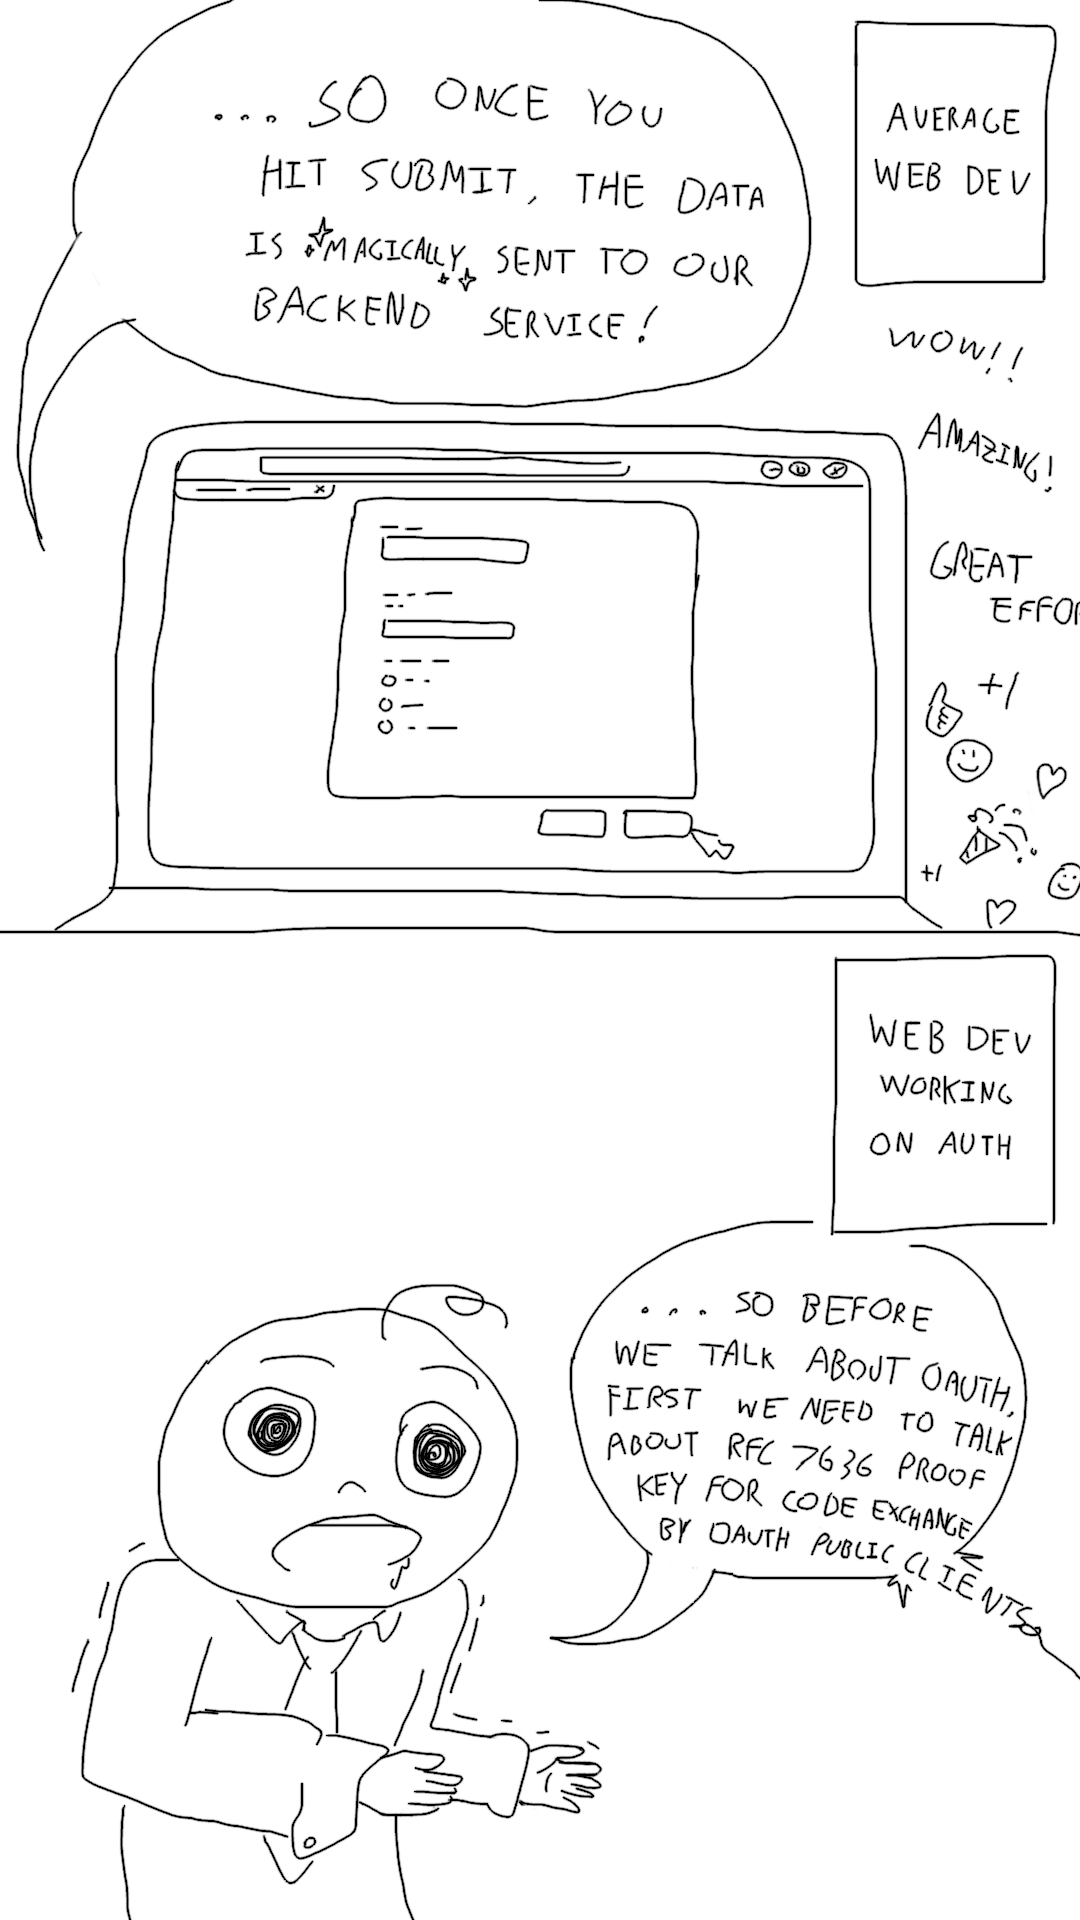 ... SO ONCE YOU
HIT SUBMIT, THE DATA
IS MAGICALLY SENT TO OUR
BACKEND SERVICE!
AVERAGE
WEB DEV
WOW!!
AMAZING!
GREAT
EFFOR
+1
+1
WEB DEV
WORKING
ON AUTH
... SO BEFORE
WE TALK ABOUT OAUTH,
FIRST WE NEED TO TALK
ABOUT RFC 7636 PROOF
KEY FOR CODE EXCHANGE
BY OAUTH PUBLIC CLIENTS